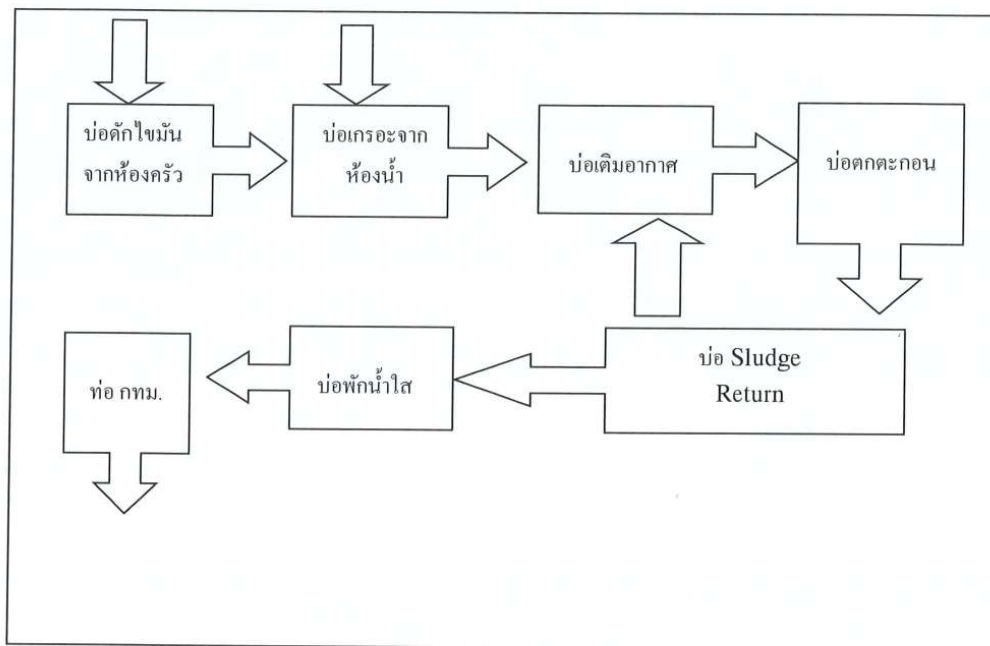 บ่อดักไขมัน
จากห้องครัว
บ่อเกรอะจาก
ห้องน้ำ
บ่อเติมอากาศ
บ่อตกตะกอน
บ่อ Sludge
Return
บ่อพักน้ำใส
ท่อ กทม.